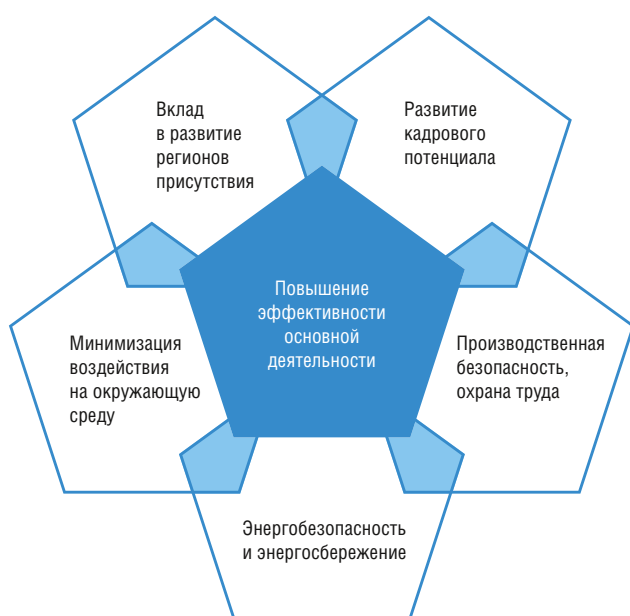 Вклад
в развитие
регионов
присутствия
Развитие
кадрового
потенциала
Повышение
эффективности
основной
деятельности
Минимизация
воздействия
на окружающую
среду
Производственная
безопасность,
охрана труда
Энергобезопасность
и энергосбережение